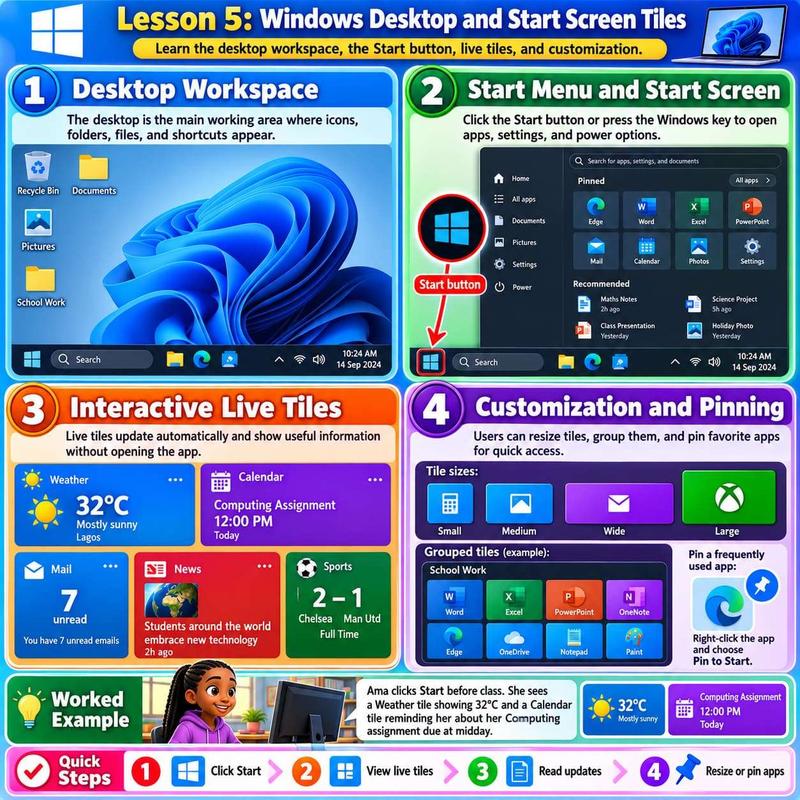 Lesson 5: Windows Desktop and Start Screen Tiles
Learn the desktop workspace, the Start button, live tiles, and customization.
1 Desktop Workspace
The desktop is the main working area where icons,
folders, files, and shortcuts appear.
Recycle Bin
Documents
Pictures
School Work
Search
10:24 AM
14 Sep 2024
2 Start Menu and Start Screen
Click the Start button or press the Windows key to open
apps, settings, and power options.
Start button
Home
All apps
Documents
Pictures
Settings
Power
Search for apps, settings, and documents
Pinned
All apps >
Edge
Word
Excel
PowerPoint
Mail
Calendar
Photos
Settings
Recommended
Maths Notes
2h ago
Science Project
5h ago
Class Presentation
Yesterday
Holiday Photo
Yesterday
Search
10:24 AM
14 Sep 2024
3 Interactive Live Tiles
Live tiles update automatically and show useful information
without opening the app.
Weather
32°C
Mostly sunny
Lagos
Calendar
Computing Assignment
12:00 PM
Today
Mail
7
unread
You have 7 unread emails
News
Students around the world
embrace new technology
2h ago
Sports
2 – 1
Chelsea Man Utd
Full Time
4 Customization and Pinning
Users can resize tiles, group them, and pin favorite apps
for quick access.
Tile sizes:
Small
Medium
Wide
Large
Grouped tiles (example):
School Work
Word
Excel
PowerPoint
OneNote
Edge
OneDrive
Notepad
Paint
Pin a frequently
used app:
Right-click the app
and choose
Pin to Start.
Worked
Example
Ama clicks Start before class. She sees
a Weather tile showing 32°C and a Calendar
tile reminding her about her Computing
assignment due at midday.
32°C
Mostly sunny
Computing Assignment
12:00 PM
Today
Quick
Steps
1 Click Start
2 View live tiles
3 Read updates
4 Resize or pin apps